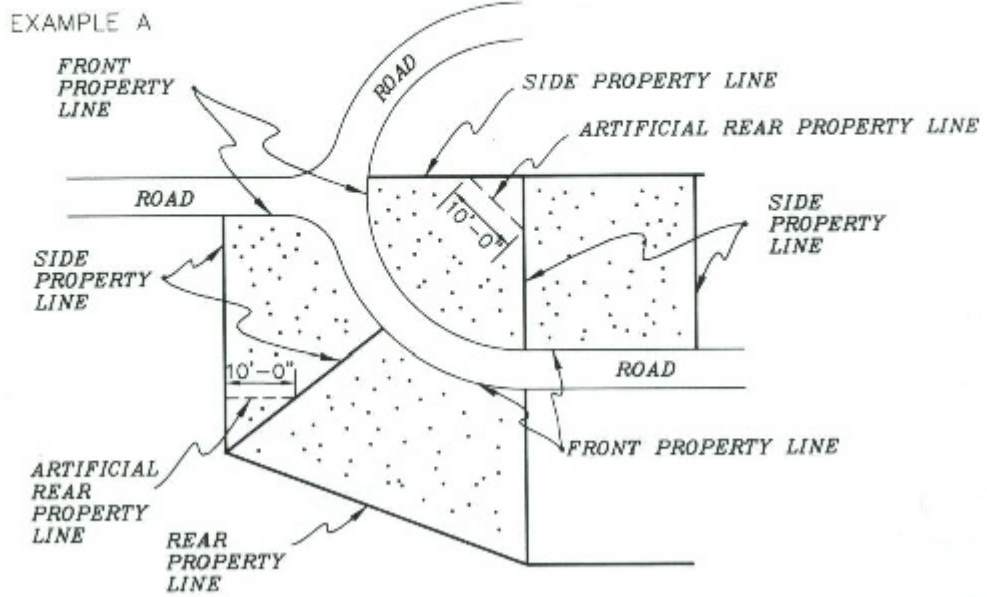 EXAMPLE A
FRONT
PROPERTY
LINE
ROAD
SIDE PROPERTY LINE
ARTIFICIAL REAR PROPERTY LINE
ROAD
10'-0"
SIDE
PROPERTY
LINE
SIDE
PROPERTY
LINE
10'-0"
ROAD
FRONT PROPERTY LINE
ARTIFICIAL
REAR
PROPERTY
LINE
REAR
PROPERTY
LINE